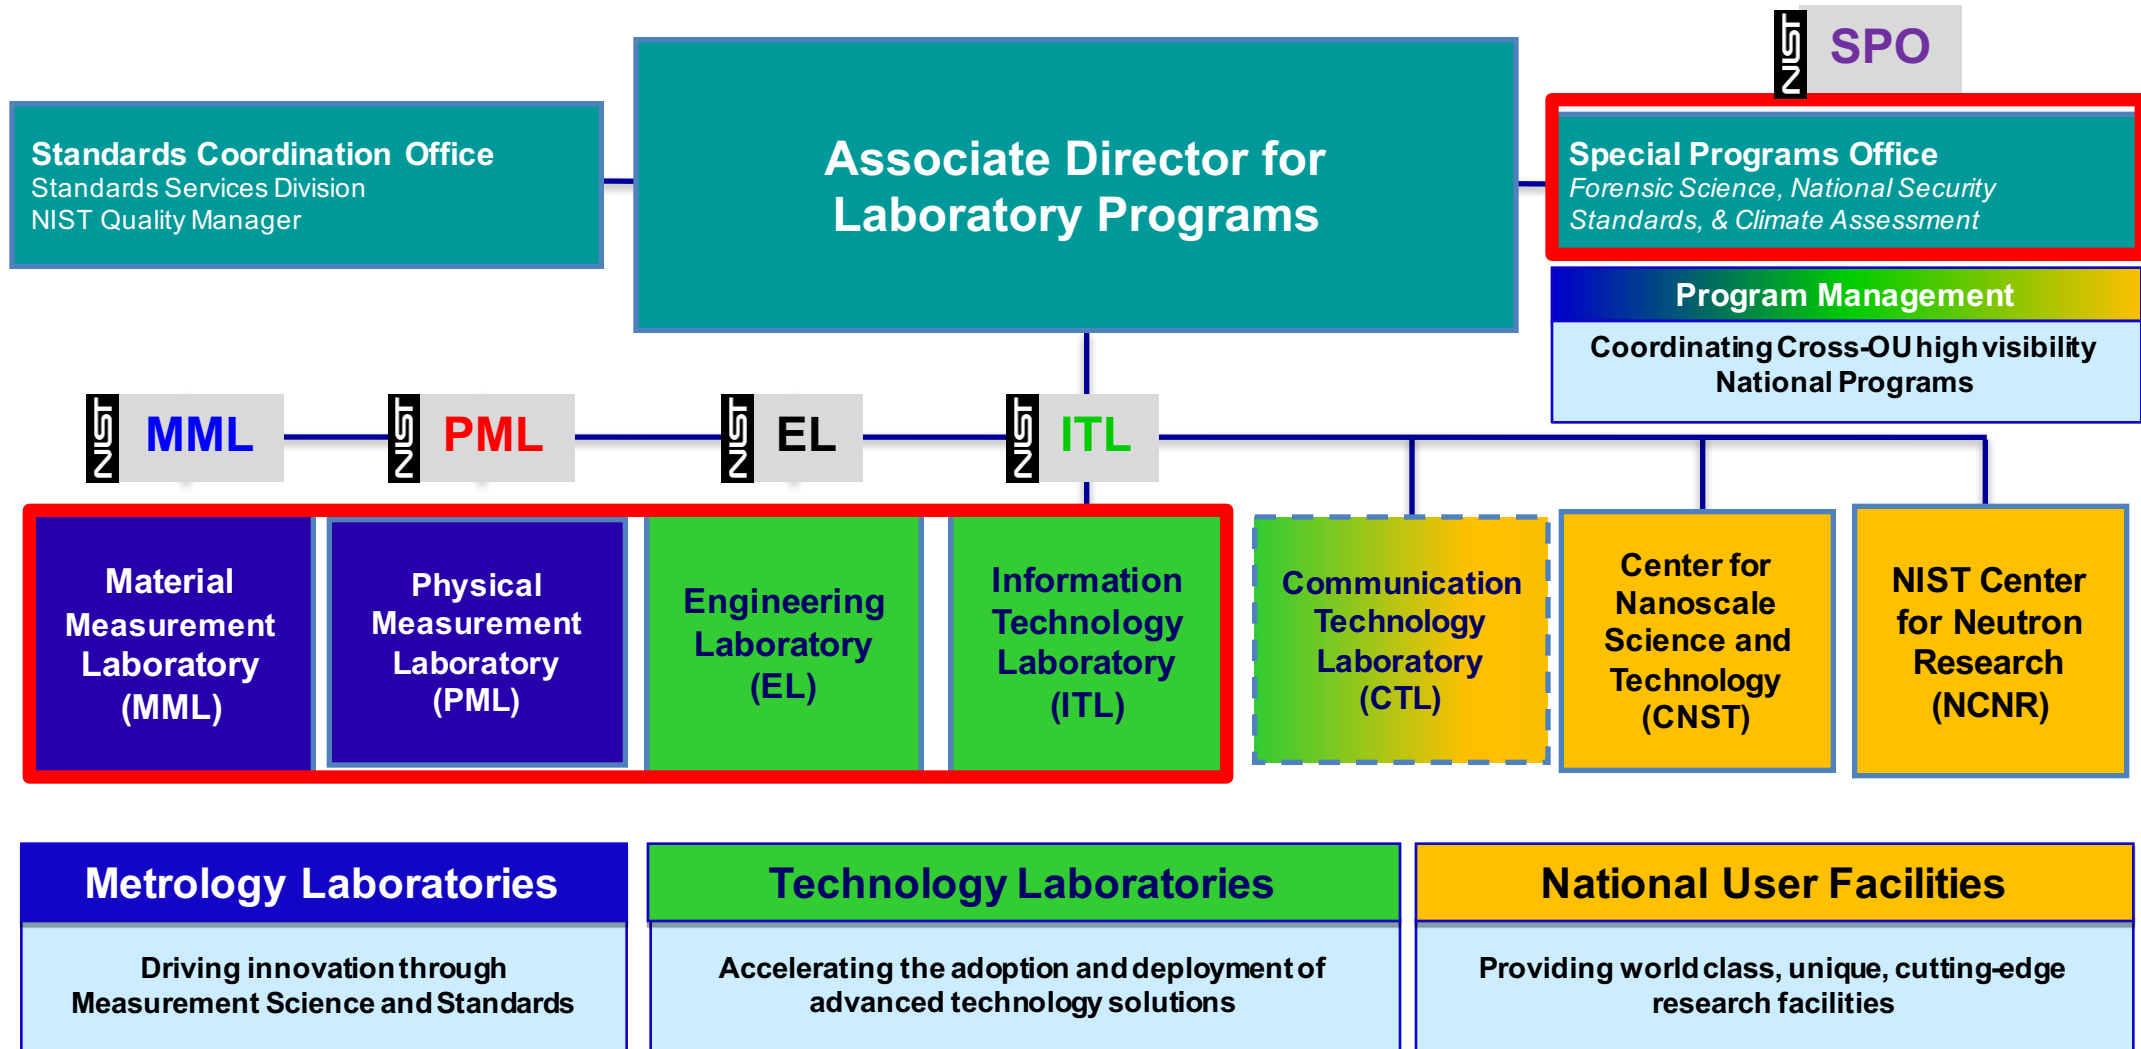 NIST
SPO
Standards Coordination Office
Standards Services Division
NIST Quality Manager
Associate Director for
Laboratory Programs
Special Programs Office
Forensic Science, National Security
Standards, & Climate Assessment
Program Management
Coordinating Cross-OU high visibility
National Programs
NIST
MML
NIST
PML
NIST
EL
NIST
ITL
Material
Measurement
Laboratory
(MML)
Physical
Measurement
Laboratory
(PML)
Engineering
Laboratory
(EL)
Information
Technology
Laboratory
(ITL)
Communication
Technology
Laboratory
(CTL)
Center for
Nanoscale
Science and
Technology
(CNST)
NIST Center
for Neutron
Research
(NCNR)
Metrology Laboratories
Driving innovation through
Measurement Science and Standards
Technology Laboratories
Accelerating the adoption and deployment of
advanced technology solutions
National User Facilities
Providing world class, unique, cutting-edge
research facilities